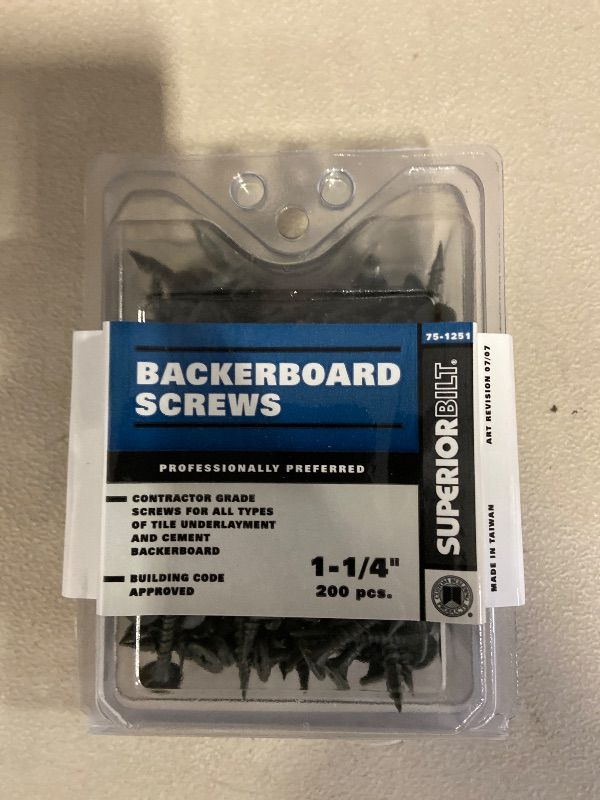 BACKERBOARD
SCREWS
PROFESSIONALLY PREFERRED
CONTRACTOR GRADE
SCREWS FOR ALL TYPES
OF TILE UNDERLAYMENT
AND CEMENT
BACKERBOARD
BUILDING CODE
APPROVED
1-1/4"
200 pcs.
75-1251
SUPERIORBILT®
ART REVISION 07/07
MADE IN TAIWAN